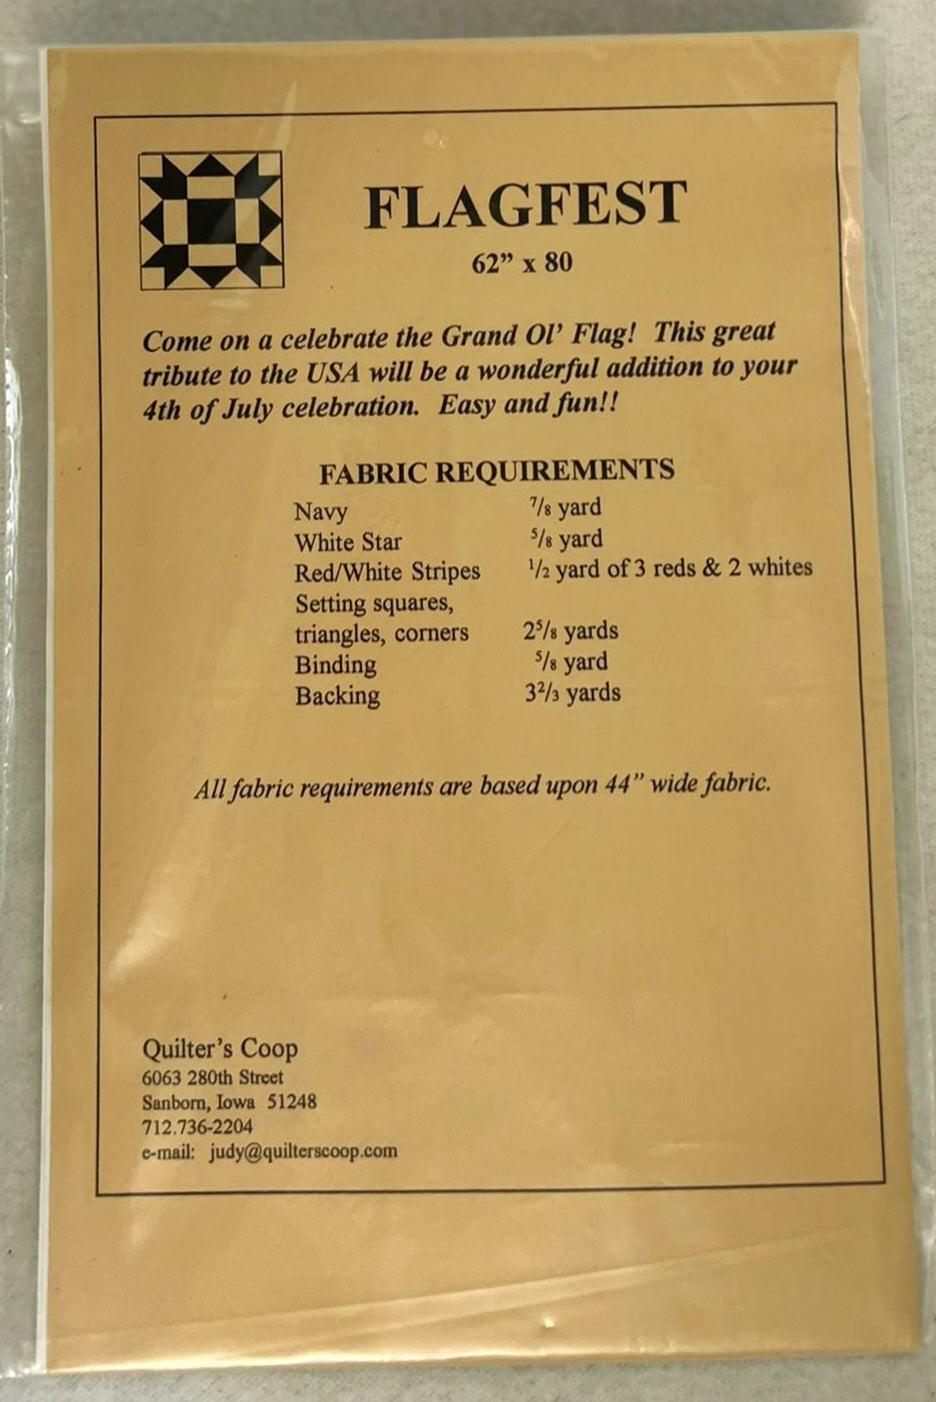 FLAGFEST
62” x 80
Come on a celebrate the Grand Ol’ Flag! This great
tribute to the USA will be a wonderful addition to your
4th of July celebration. Easy and fun!!
FABRIC REQUIREMENTS
Navy 7/8 yard
White Star 5/8 yard
Red/White Stripes 1/2 yard of 3 reds & 2 whites
Setting squares,
triangles, corners 2 5/8 yards
Binding 5/8 yard
Backing 3 2/3 yards
All fabric requirements are based upon 44” wide fabric.
Quilter’s Coop
6063 280th Street
Sanborn, Iowa 51248
712.736-2204
e-mail: judy@quilterscoop.com